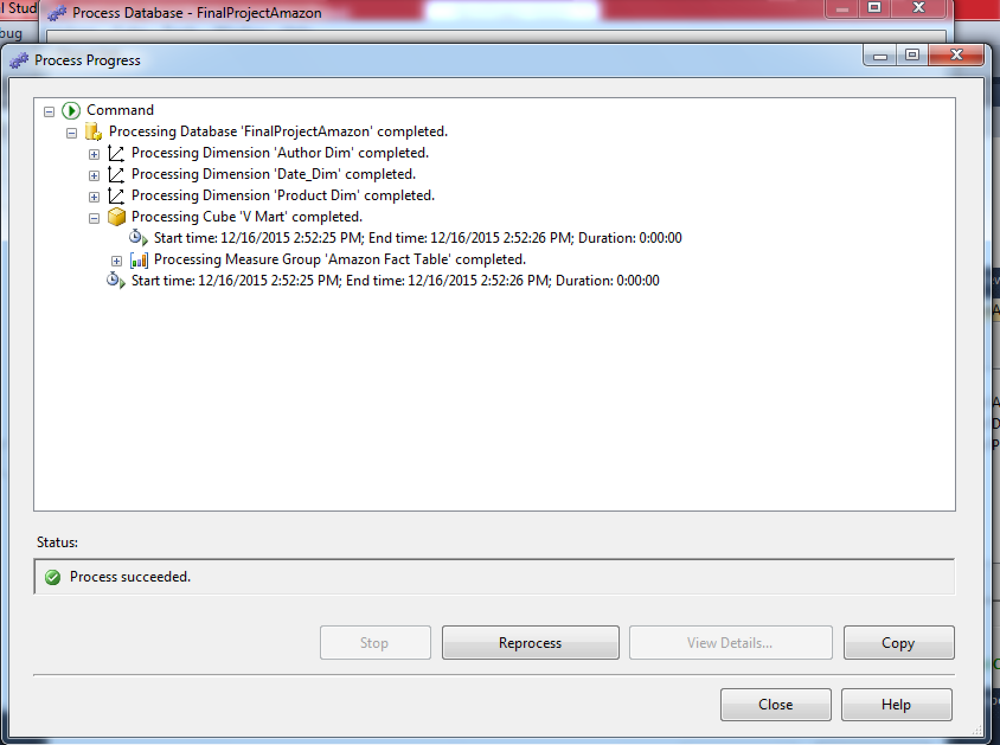 l Stud
Process Database - FinalProjectAmazon
bug
Process Progress
Command
Processing Database 'FinalProjectAmazon' completed.
Processing Dimension 'Author Dim' completed.
Processing Dimension 'Date_Dim' completed.
Processing Dimension 'Product Dim' completed.
Processing Cube 'V Mart' completed.
Start time: 12/16/2015 2:52:25 PM; End time: 12/16/2015 2:52:26 PM; Duration: 0:00:00
Processing Measure Group 'Amazon Fact Table' completed.
Start time: 12/16/2015 2:52:25 PM; End time: 12/16/2015 2:52:26 PM; Duration: 0:00:00
Status:
Process succeeded.
Stop
Reprocess
View Details...
Copy
Close
Help